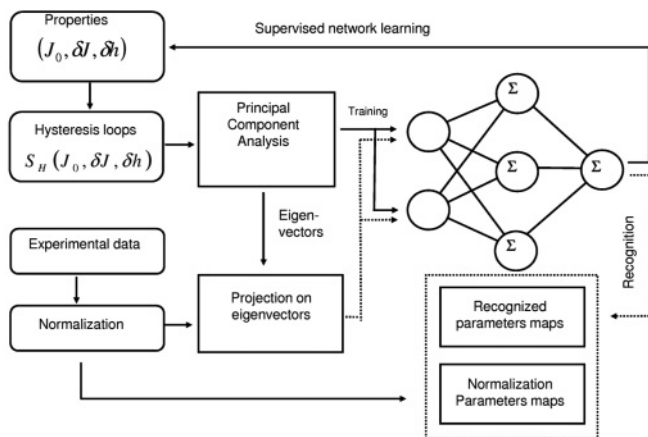 Properties
(J₀, δJ, δh)
Supervised network learning
Hysteresis loops
S_H (J₀, δJ, δh)
Principal
Component
Analysis
Training
Σ
Σ
Σ
Σ
Eigen-
vectors
Experimental data
Normalization
Projection on
eigenvectors
Recognition
Recognized
parameters maps
Normalization
Parameters maps